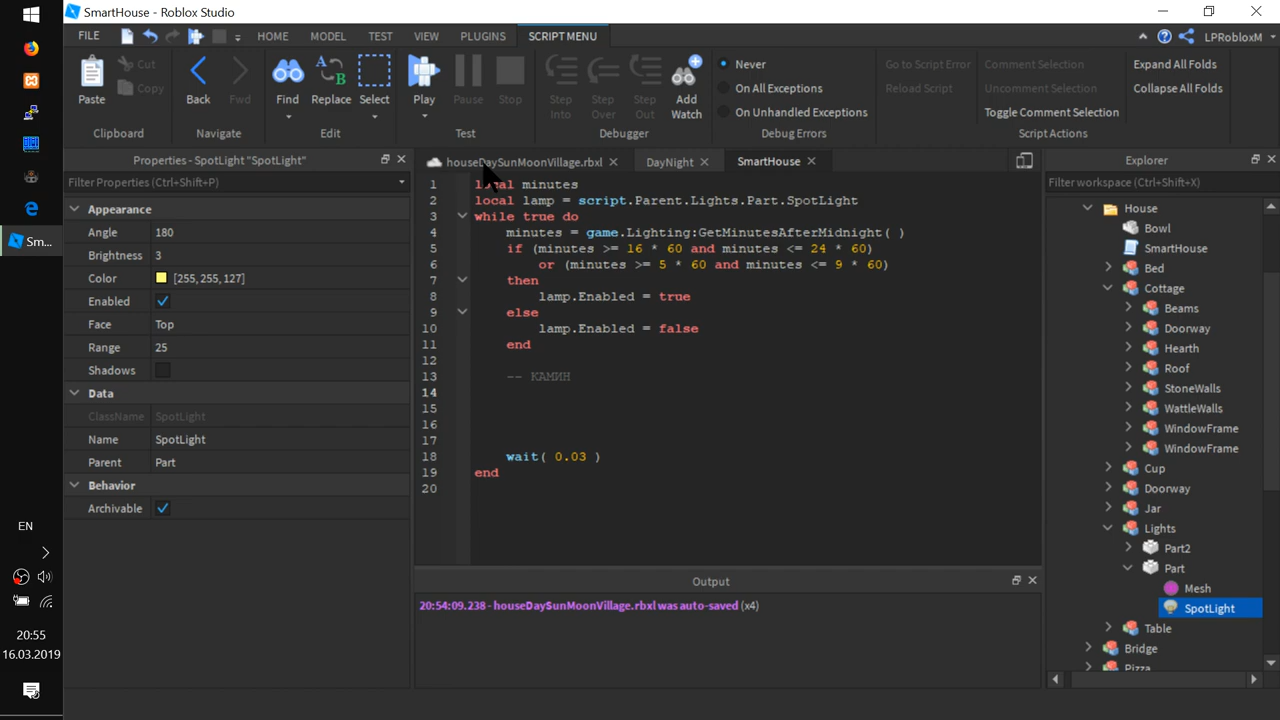 SmartHouse - Roblox Studio
FILE HOME MODEL TEST VIEW PLUGINS SCRIPT MENU LPRobloxM
Paste Cut Copy Clipboard
Back Fwd Navigate
Find Replace Select Edit
Play Pause Stop Test
Step Into Step Over Step Out Add Watch Debugger
Never
On All Exceptions
On Unhandled Exceptions
Debug Errors
Go to Script Error
Reload Script
Comment Selection
Uncomment Selection
Toggle Comment Selection
Expand All Folds
Collapse All Folds
Script Actions
Properties - SpotLight "SpotLight"
Filter Properties (Ctrl+Shift+P)
Appearance
Angle 180
Brightness 3
Color [255, 255, 127]
Enabled
Face Top
Range 25
Shadows
Data
ClassName SpotLight
Name SpotLight
Parent Part
Behavior
Archivable
houseDaySunMoonVillage.rbxl DayNight SmartHouse
1 local minutes
2 local lamp = script.Parent.Lights.Part.SpotLight
3 while true do
4 minutes = game.Lighting:GetMinutesAfterMidnight( )
5 if (minutes >= 16 * 60 and minutes <= 24 * 60)
6 or (minutes >= 5 * 60 and minutes <= 9 * 60)
7 then
8 lamp.Enabled = true
9 else
10 lamp.Enabled = false
11 end
12
13 -- КАМИН
14
15
16
17
18 wait( 0.03 )
19 end
20
Output
20:54:09.238 - houseDaySunMoonVillage.rbxl was auto-saved (x4)
Explorer
Filter workspace (Ctrl+Shift+X)
House
Bowl
SmartHouse
Bed
Cottage
Beams
Doorway
Hearth
Roof
StoneWalls
WattleWalls
WindowFrame
WindowFrame
Cup
Doorway
Jar
Lights
Part2
Part
Mesh
SpotLight
Table
Bridge
Pizza
Sm...
EN
20:55
16.03.2019